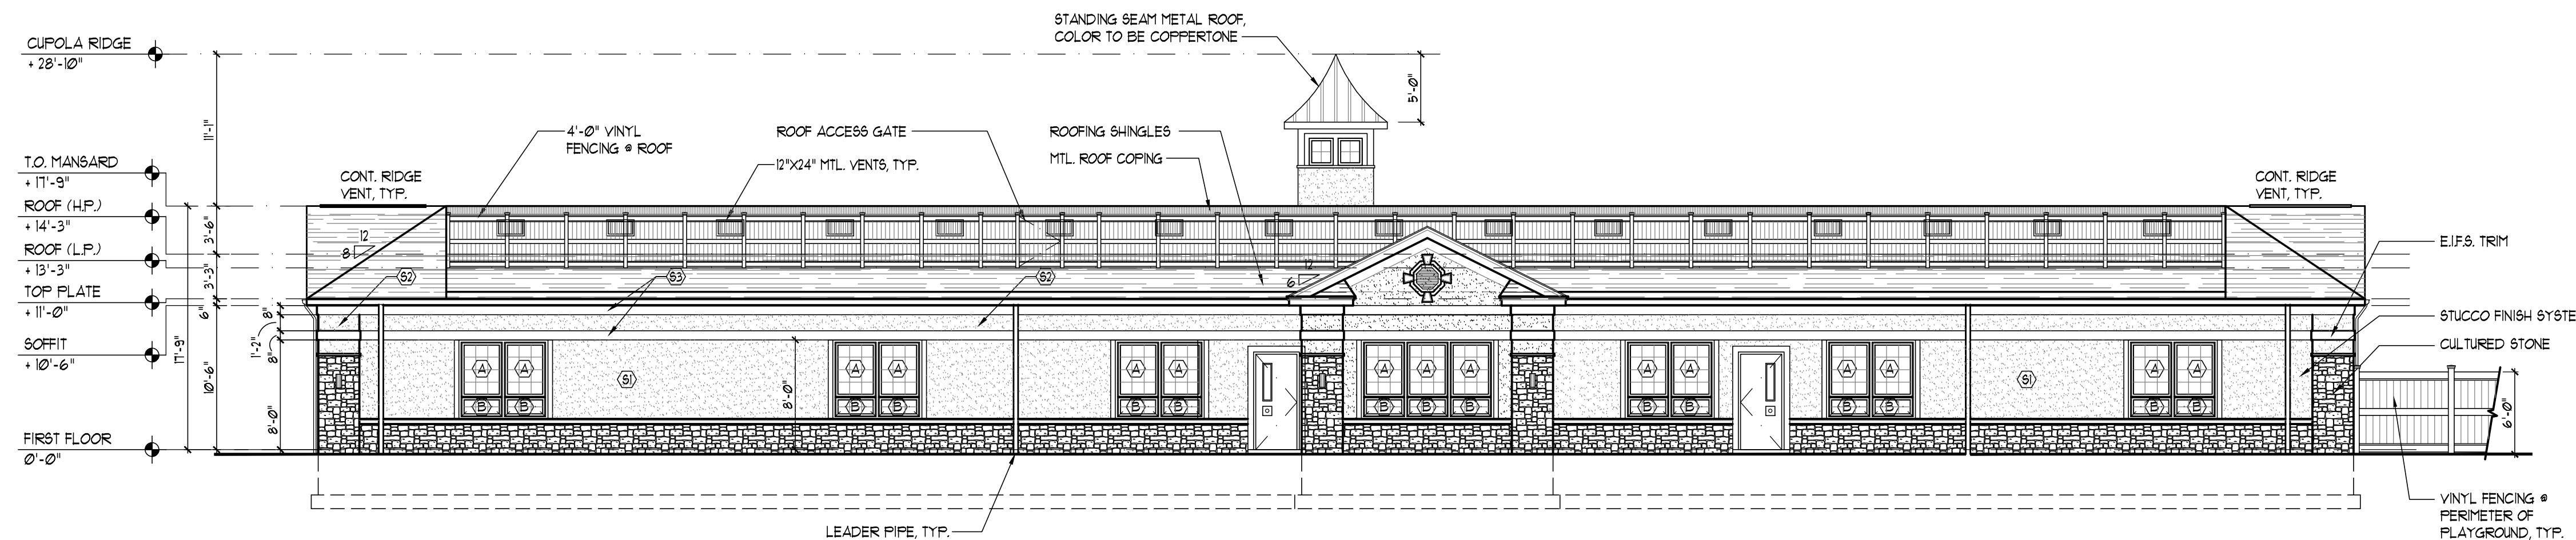 STANDING SEAM METAL ROOF,
COLOR TO BE COPPERTONE
CUPOLA RIDGE
+ 28'-10"
5'-0"
11'-1"
4'-0" VINYL
FENCING @ ROOF
ROOF ACCESS GATE
12"X24" MTL. VENTS, TYP.
ROOFING SHINGLES
MTL. ROOF COPING
T.O. MANSARD
+ 17'-9"
CONT. RIDGE
VENT, TYP.
CONT. RIDGE
VENT, TYP.
ROOF (H.P.)
+ 14'-3"
3'-6"
12
8
ROOF (L.P.)
+ 13'-3"
3'-3"
S2
S3
S2
12
6
E.I.F.S. TRIM
TOP PLATE
+ 11'-0"
6"
8"
STUCCO FINISH SYSTE
SOFFIT
+ 10'-6"
17'-9"
10'-6"
1'-2"
8"
CULTURED STONE
A A A A A A A A A A A A A A A
S1 S1
8'-0"
8'-0"
B B B B B B B B B B B B B B B
6'-0"
FIRST FLOOR
0'-0"
LEADER PIPE, TYP.
VINYL FENCING @
PERIMETER OF
PLAYGROUND, TYP.